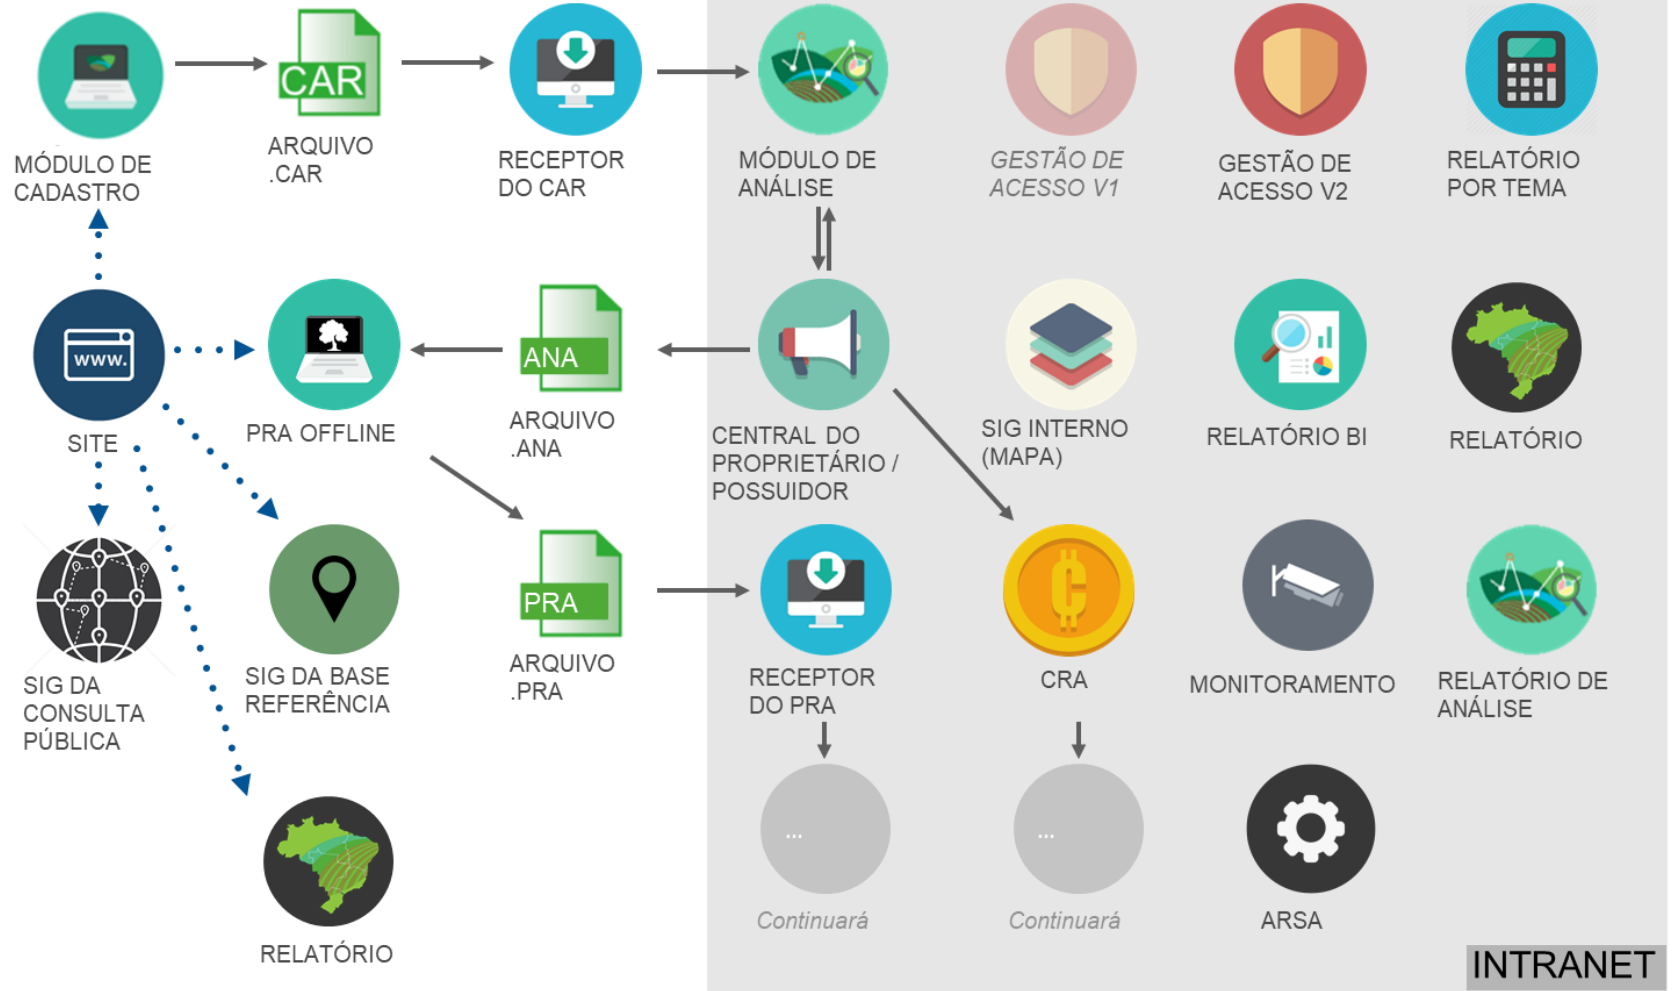 CAR
MÓDULO DE
CADASTRO
ARQUIVO
.CAR
RECEPTOR
DO CAR
MÓDULO DE
ANÁLISE
GESTÃO DE
ACESSO V1
GESTÃO DE
ACESSO V2
RELATÓRIO
POR TEMA
www.
SITE
PRA OFFLINE
ANA
ARQUIVO
.ANA
CENTRAL DO
PROPRIETÁRIO /
POSSUIDOR
SIG INTERNO
(MAPA)
RELATÓRIO BI
RELATÓRIO
SIG DA
CONSULTA
PÚBLICA
SIG DA BASE
REFERÊNCIA
PRA
ARQUIVO
.PRA
RECEPTOR
DO PRA
CRA
MONITORAMENTO
RELATÓRIO DE
ANÁLISE
RELATÓRIO
...
Continuará
...
Continuará
ARSA
INTRANET